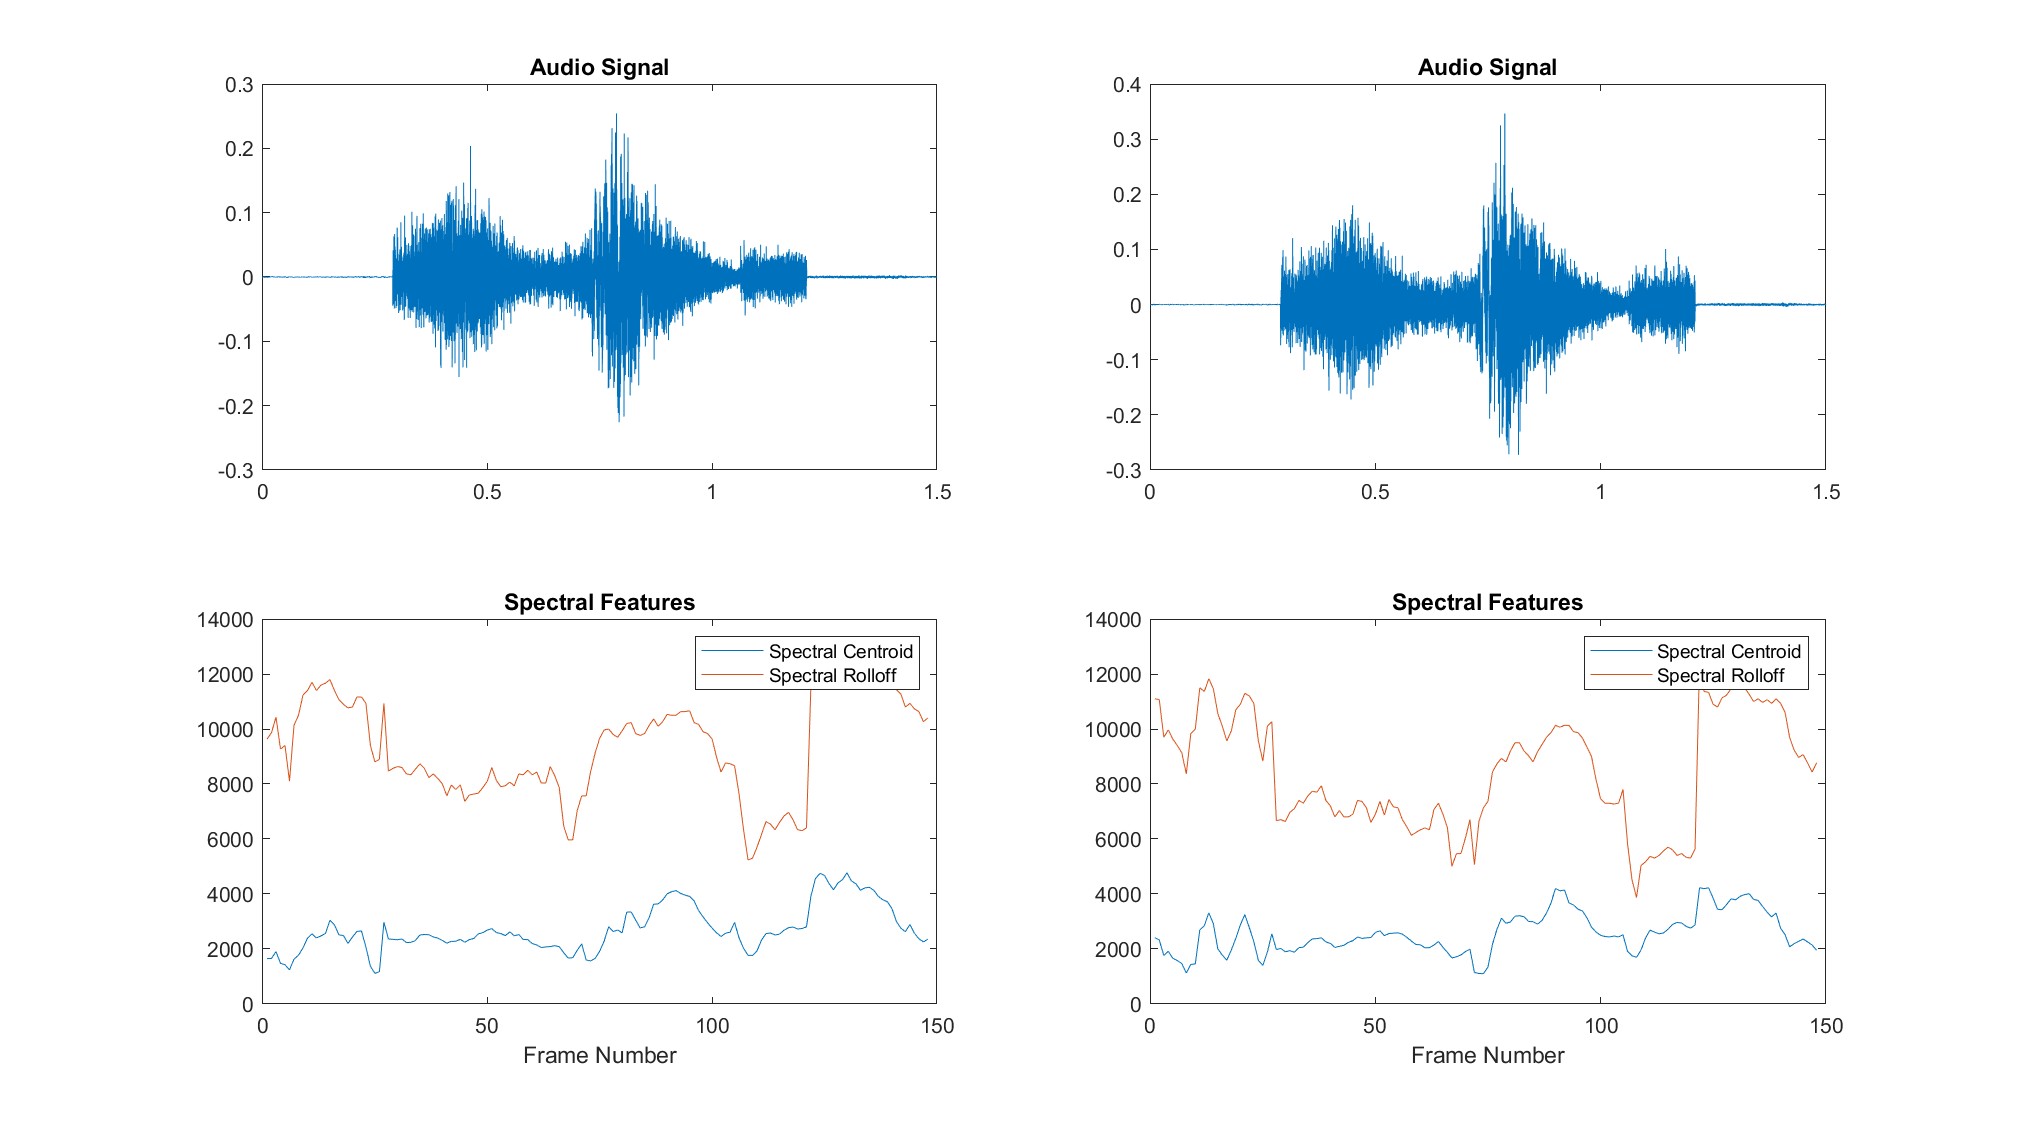 Audio Signal
0.3
0.2
0.1
0
-0.1
-0.2
-0.3
0 0.5 1 1.5
Audio Signal
0.4
0.3
0.2
0.1
0
-0.1
-0.2
-0.3
0 0.5 1 1.5
Spectral Features
14000
12000
10000
8000
6000
4000
2000
0
Spectral Centroid
Spectral Rolloff
0 50 100 150
Frame Number
Spectral Features
14000
12000
10000
8000
6000
4000
2000
0
Spectral Centroid
Spectral Rolloff
0 50 100 150
Frame Number